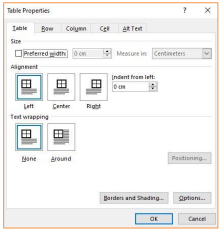 Table Properties ? ×
Table Row Column Cell Alt Text
Size
Preferred width: 0 cm Measure in: Centimeters
Alignment
Indent from left:
0 cm
Left Center Right
Text wrapping
None Around
Positioning...
Borders and Shading... Options...
OK Cancel